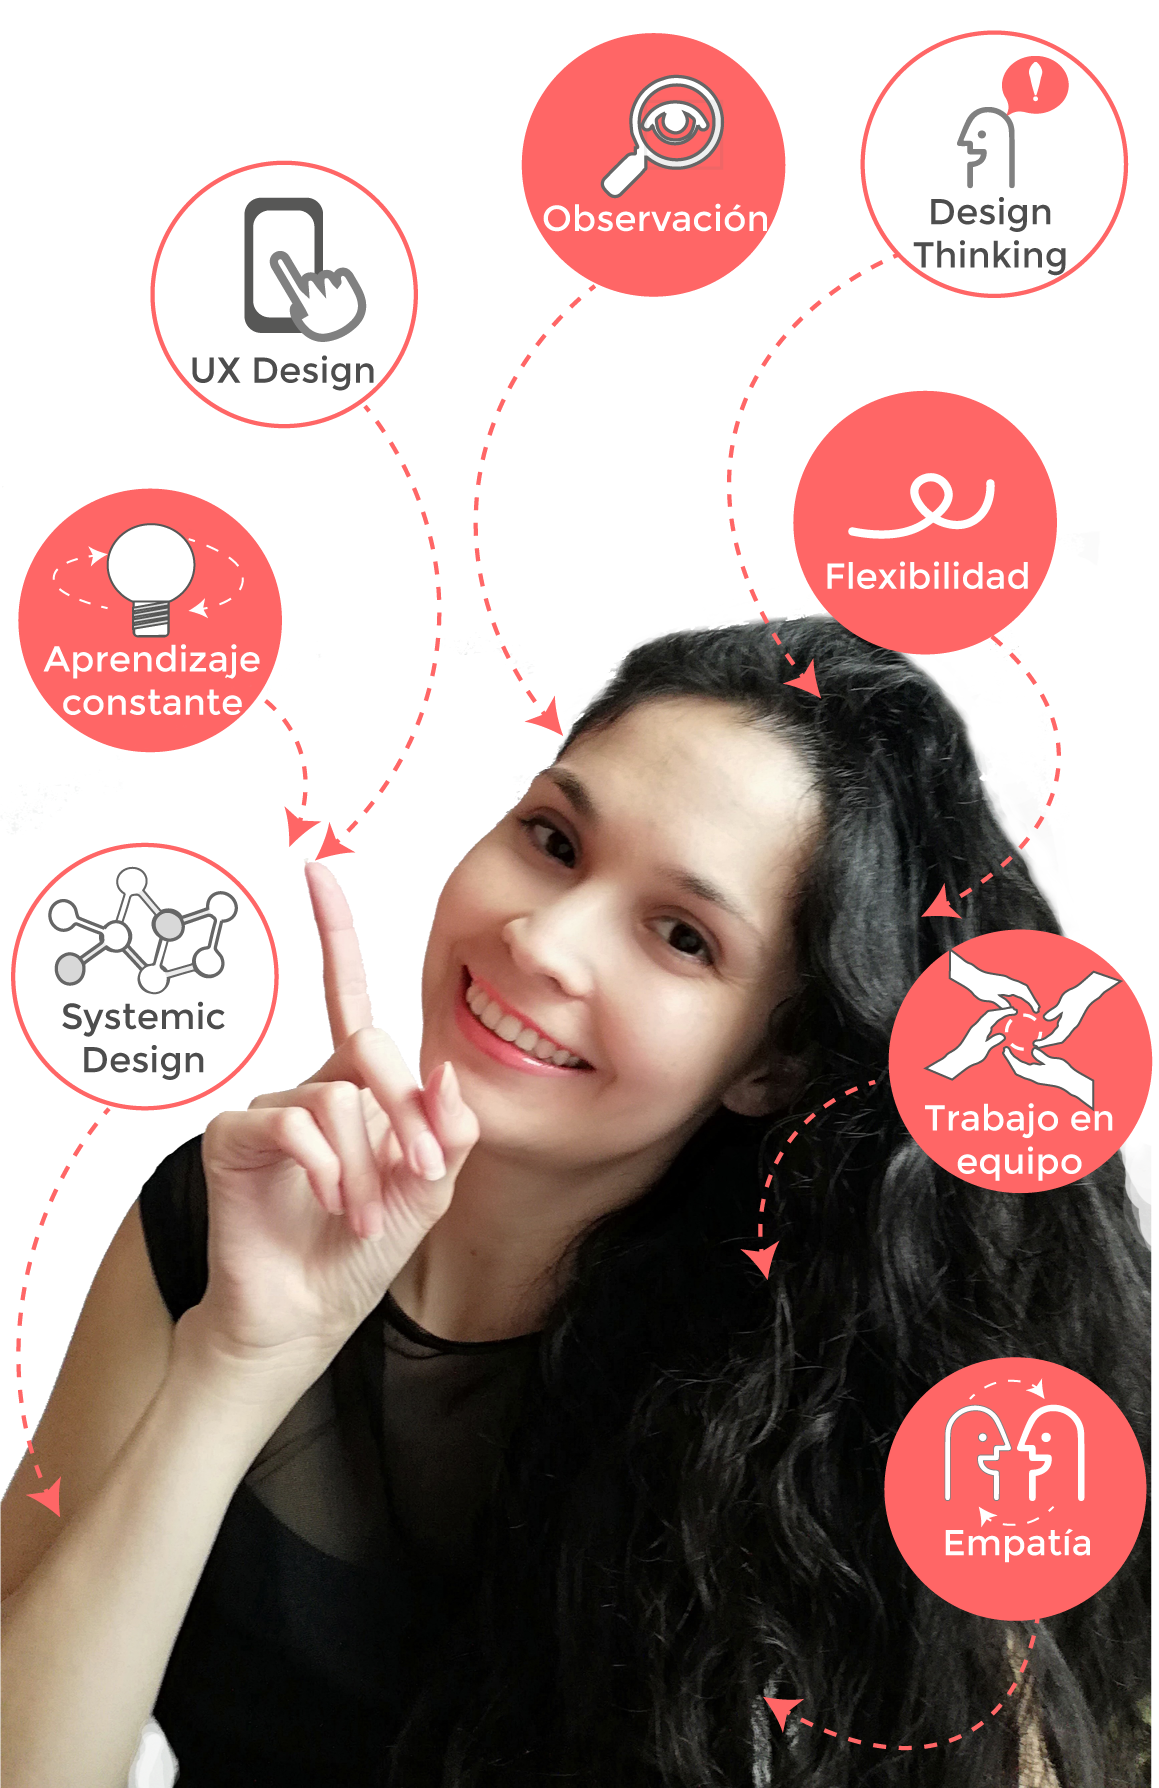 Observación
Design
Thinking
UX Design
Flexibilidad
Aprendizaje
constante
Systemic
Design
Trabajo en
equipo
Empatía